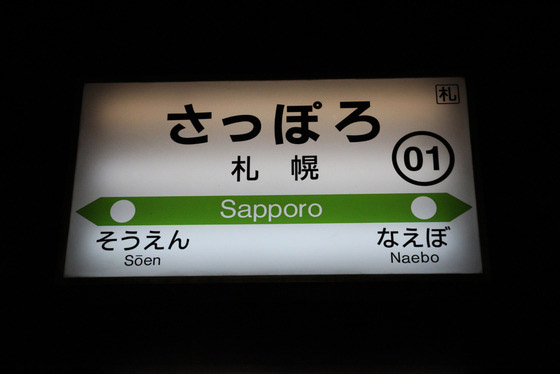 札
さっぽろ
札幌
01
Sapporo
そうえん
Sōen
なえぼ
Naebo